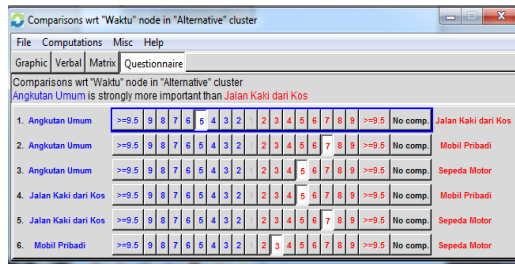 Comparisons wrt "Waktu" node in "Alternative" cluster
File Computations Misc Help
Graphic Verbal Matrix Questionnaire
Comparisons wrt "Waktu" node in "Alternative" cluster
Angkutan Umum is strongly more important than Jalan Kaki dari Kos
1. Angkutan Umum >=9.5 9 8 7 6 5 4 3 2 1 2 3 4 5 6 7 8 9 >=9.5 No comp. Jalan Kaki dari Kos
2. Angkutan Umum >=9.5 9 8 7 6 5 4 3 2 1 2 3 4 5 6 7 8 9 >=9.5 No comp. Mobil Pribadi
3. Angkutan Umum >=9.5 9 8 7 6 5 4 3 2 1 2 3 4 5 6 7 8 9 >=9.5 No comp. Sepeda Motor
4. Jalan Kaki dari Kos >=9.5 9 8 7 6 5 4 3 2 1 2 3 4 5 6 7 8 9 >=9.5 No comp. Mobil Pribadi
5. Jalan Kaki dari Kos >=9.5 9 8 7 6 5 4 3 2 1 2 3 4 5 6 7 8 9 >=9.5 No comp. Sepeda Motor
6. Mobil Pribadi >=9.5 9 8 7 6 5 4 3 2 1 2 3 4 5 6 7 8 9 >=9.5 No comp. Sepeda Motor